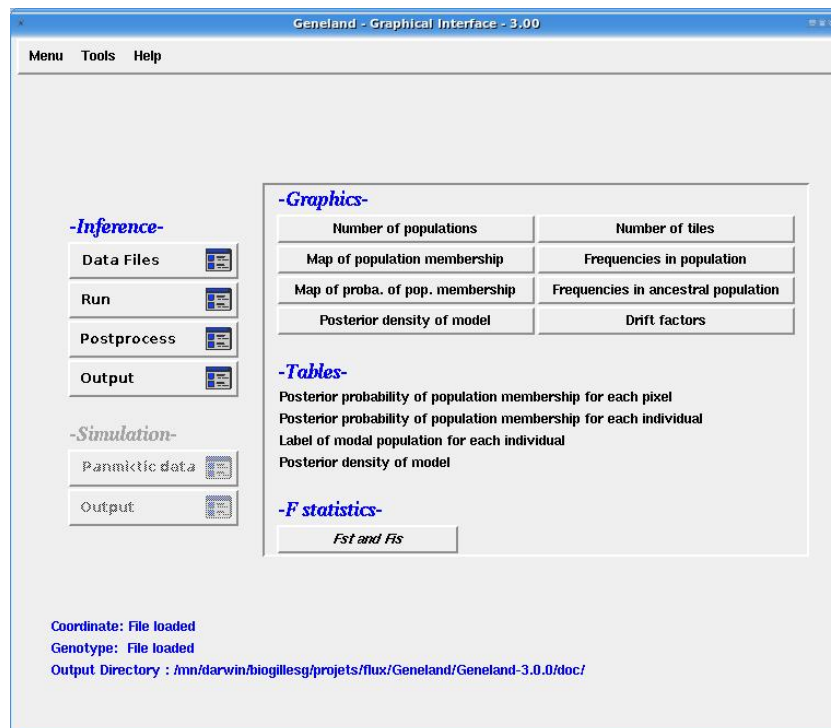 Geneland - Graphical Interface - 3.00
Menu Tools Help
-Inference-
Data Files
Run
Postprocess
Output
-Simulation-
Panmictic data
Output
-Graphics-
Number of populations Number of tiles
Map of population membership Frequencies in population
Map of proba. of pop. membership Frequencies in ancestral population
Posterior density of model Drift factors
-Tables-
Posterior probability of population membership for each pixel
Posterior probability of population membership for each individual
Label of modal population for each individual
Posterior density of model
-F statistics-
Fst and Fis
Coordinate: File loaded
Genotype: File loaded
Output Directory : /mn/darwin/biogillesg/projets/flux/Geneland/Geneland-3.0.0/doc/